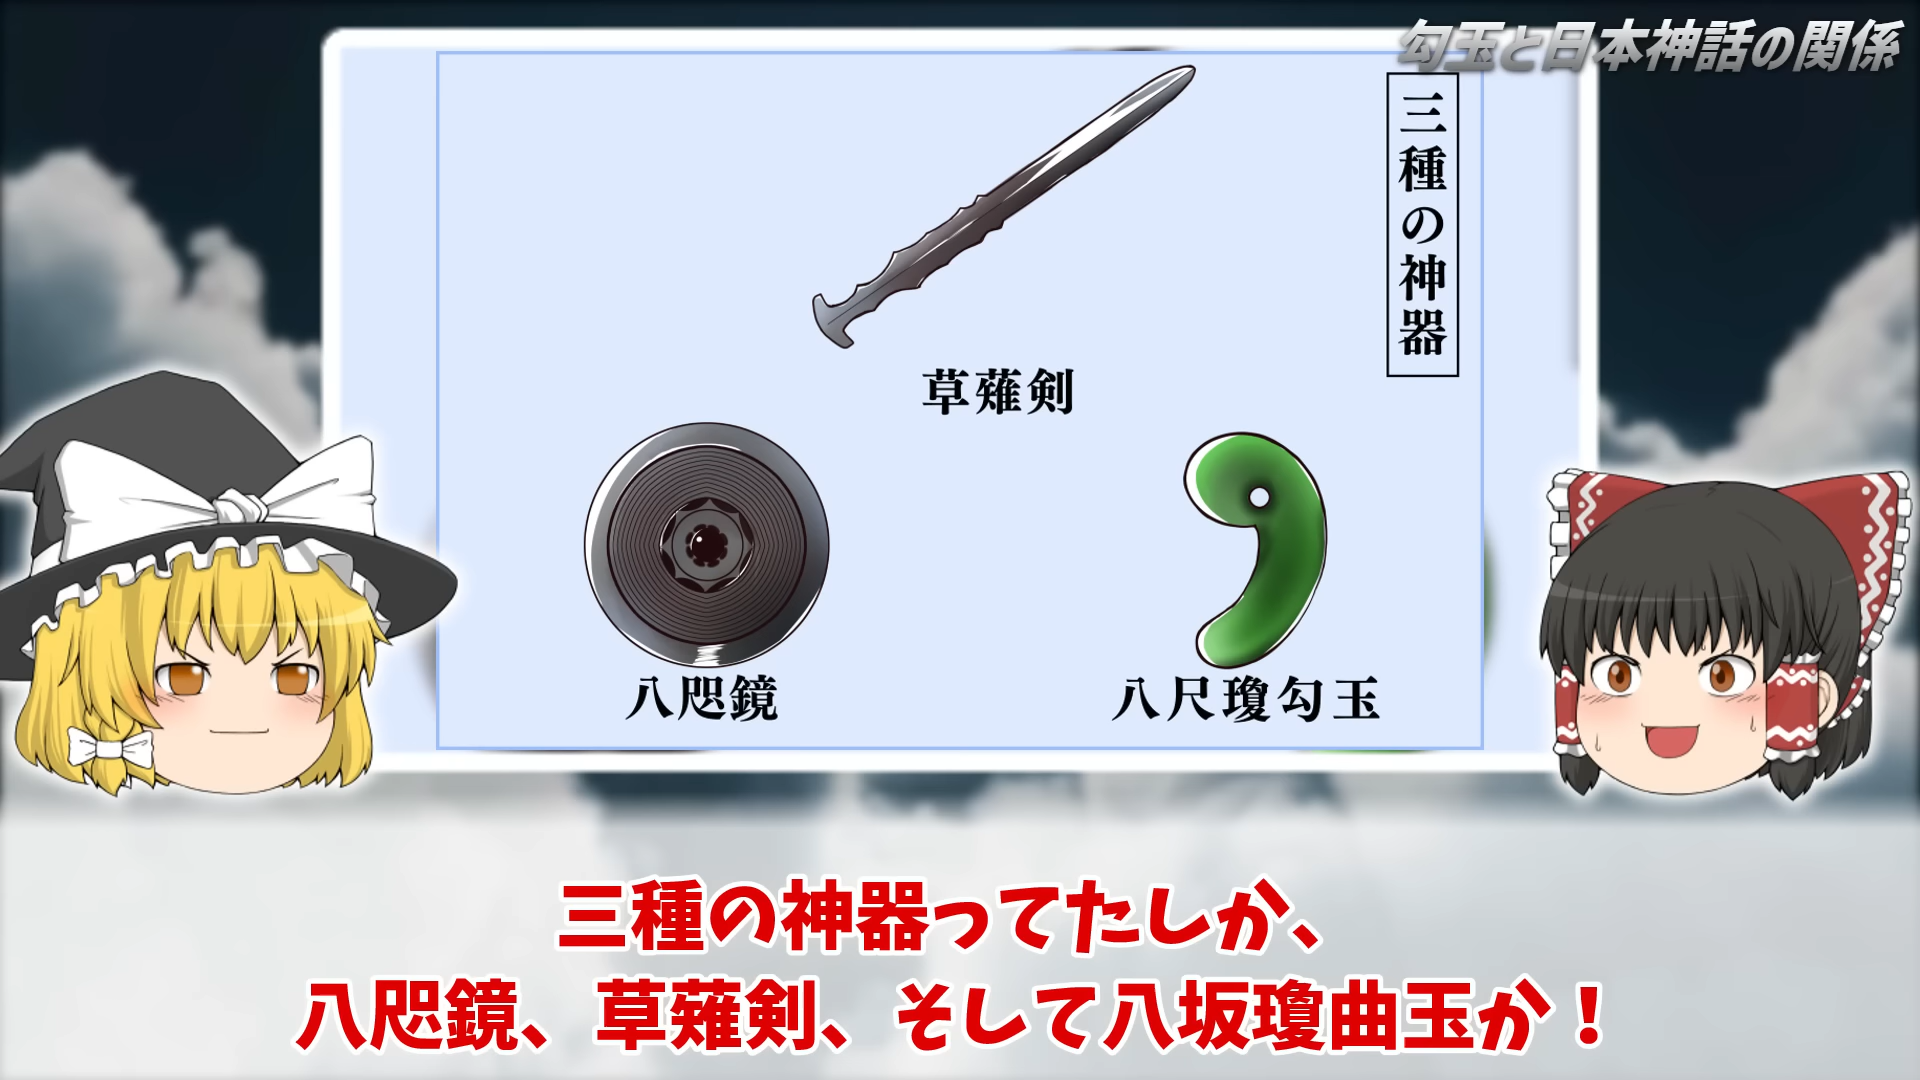 勾玉と日本神話の関係
三種の神器
草薙剣
八咫鏡
八尺瓊勾玉
三種の神器ってたしか、
八咫鏡、草薙剣、そして八坂瓊曲玉か！